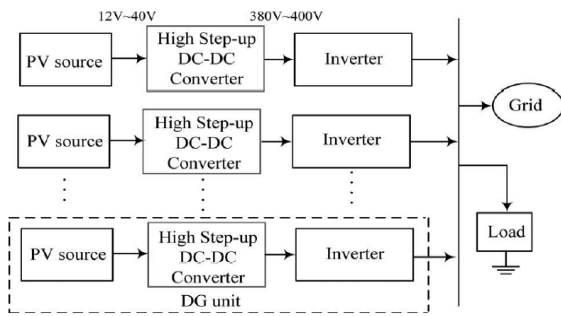 12V~40V
380V~400V
PV source
High Step-up
DC-DC
Converter
Inverter
Grid
PV source
High Step-up
DC-DC
Converter
Inverter
Load
PV source
High Step-up
DC-DC
Converter
Inverter
DG unit